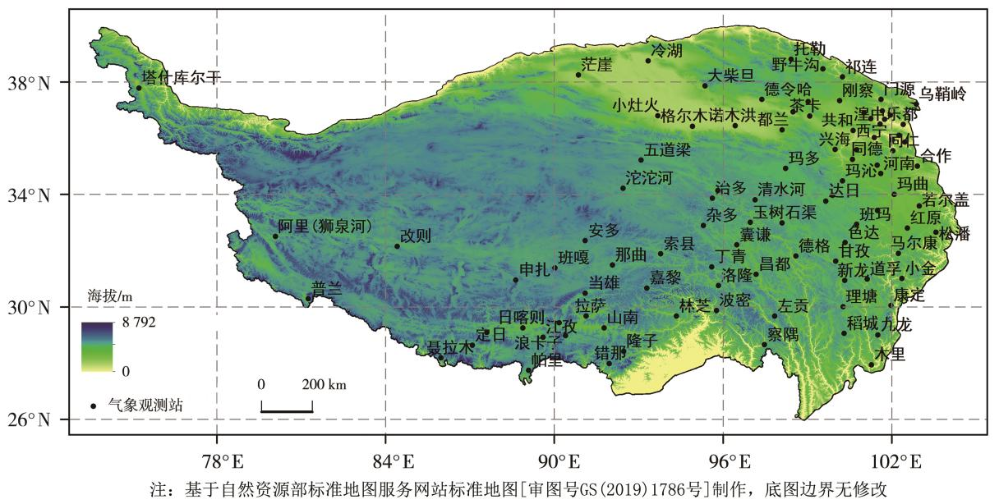 托勒
冷湖
野牛沟
祁连
茫崖
塔什库尔干
38°N
大柴旦
德令哈
刚察
门源
乌鞘岭
小灶火
茶卡
格尔木
诺木洪
都兰
共和
湟中
乐都
西宁
兴海
同仁
五道梁
玛多
同德
河南
合作
沱沱河
玛沁
34°N
治多
清水河
达日
玛曲
若尔盖
阿里(狮泉河)
改则
安多
杂多
玉树
石渠
班玛
红原
松潘
索县
囊谦
德格
色达
甘孜
马尔康
那曲
班嘎
申扎
丁青
昌都
新龙
道孚
小金
海拔/m
普兰
当雄
嘉黎
洛隆
理塘
康定
30°N
拉萨
林芝
波密
左贡
8 792
0
日喀则
江孜
山南
稻城
九龙
定日
浪卡子
隆子
察隅
聂拉木
帕里
错那
木里
0
200 km
气象观测站
26°N
78°E
84°E
90°E
96°E
102°E
注：基于自然资源部标准地图服务网站标准地图[审图号GS(2019)1786号]制作，底图边界无修改